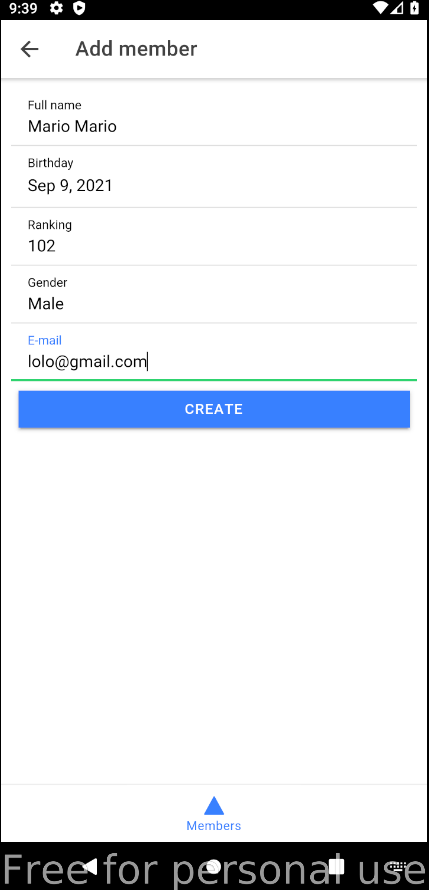 9:39
Add member
Full name
Mario Mario
Birthday
Sep 9, 2021
Ranking
102
Gender
Male
E-mail
lolo@gmail.com
CREATE
Members
Free for personal use